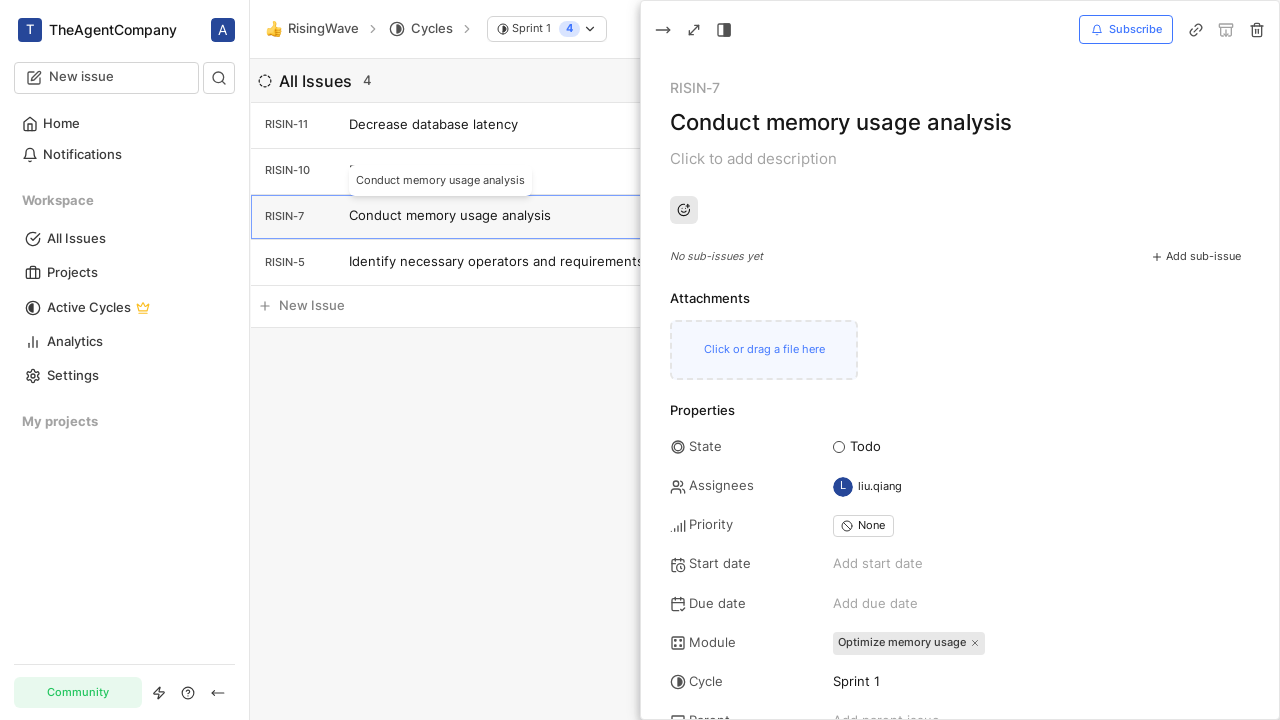 T TheAgentCompany A
New issue
Home
Notifications
Workspace
All Issues
Projects
Active Cycles
Analytics
Settings
My projects
Community
RisingWave
Cycles
Sprint 1 4
All Issues 4
RISIN-11 Decrease database latency
RISIN-10
Conduct memory usage analysis
RISIN-7 Conduct memory usage analysis
RISIN-5 Identify necessary operators and requirements
New Issue
Subscribe
RISIN-7
Conduct memory usage analysis
Click to add description
No sub-issues yet
Add sub-issue
Attachments
Click or drag a file here
Properties
State Todo
Assignees L liu.qiang
Priority None
Start date Add start date
Due date Add due date
Module Optimize memory usage
Cycle Sprint 1
Parent Add parent issue